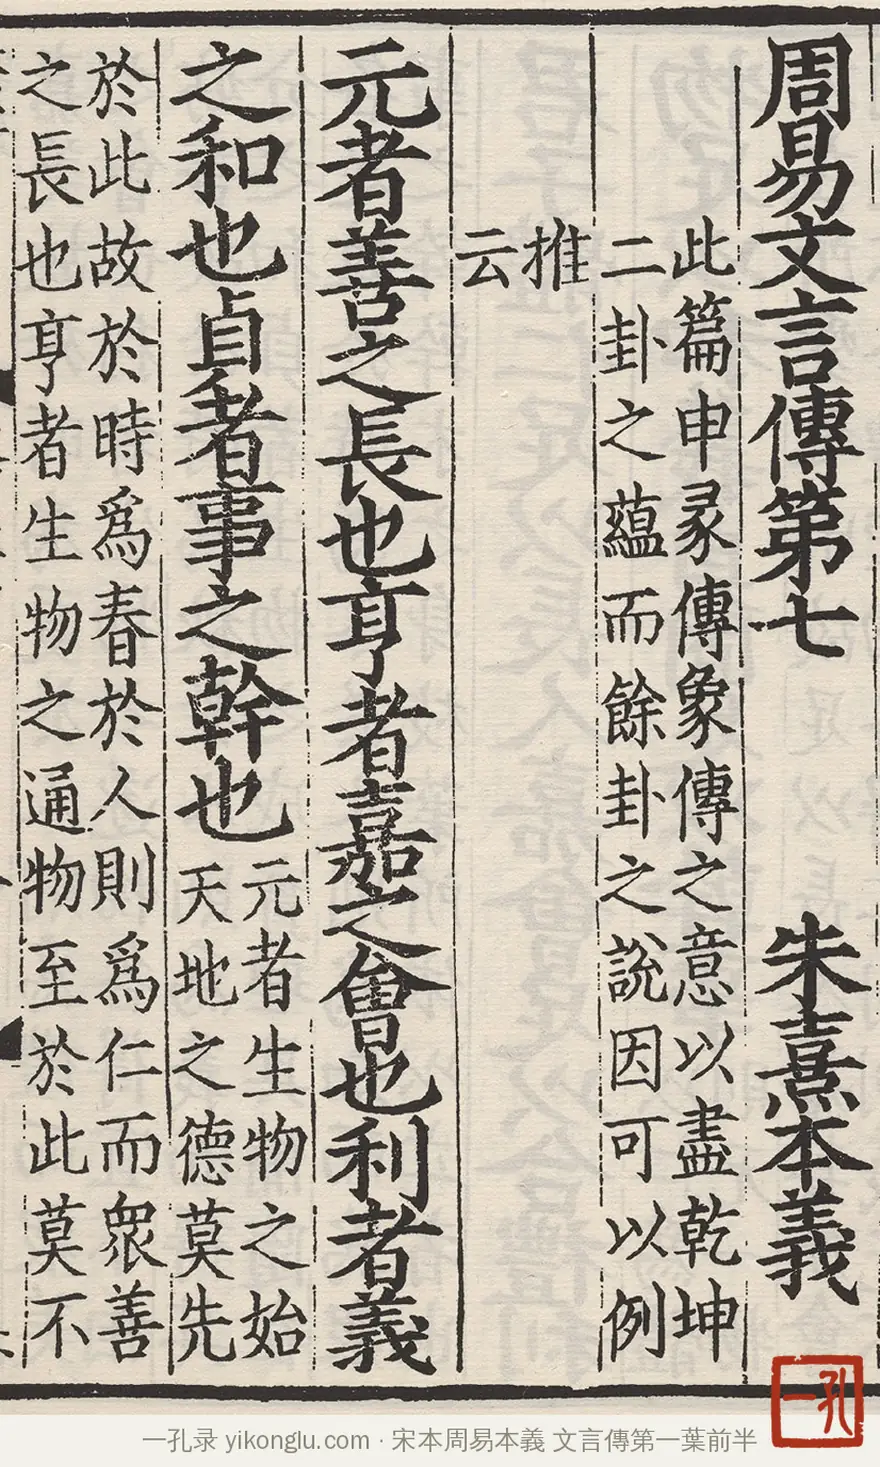 周易文言傳第七 朱熹本義
此篇申彖傳象傳之意以盡乾坤
二卦之蘊而餘卦之說因可以例
推
云
元者善之長也亨者嘉之會也利者義
之和也貞者事之幹也
元者生物之始
天地之德莫先
於此故於時爲春於人則爲仁而衆善
之長也亨者生物之通物至於此莫不
一孔
一孔录 yikonglu.com · 宋本周易本義 文言傳第一葉前半